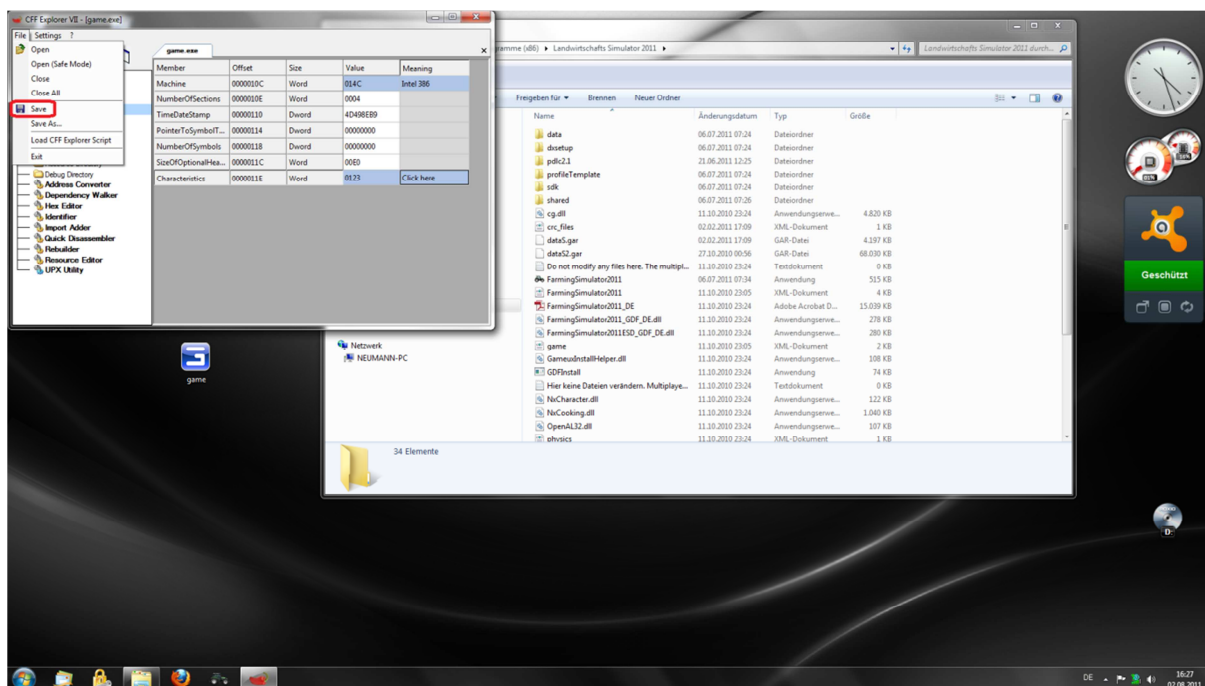 CFF Explorer VII - [game.exe]
File Settings ?
Open
Open (Safe Mode)
Close
Close All
Save
Save As...
Load CFF Explorer Script
Exit
Debug Directory
Address Converter
Dependency Walker
Hex Editor
Identifier
Import Adder
Quick Disassembler
Rebuilder
Resource Editor
UPX Utility
game.exe
Member Offset Size Value Meaning
Machine 0000010C Word 014C Intel 386
NumberOfSections 0000010E Word 0004
TimeDateStamp 00000110 Dword 4D498EB9
PointerToSymbolT... 00000114 Dword 00000000
NumberOfSymbols 00000118 Dword 00000000
SizeOfOptionalHea... 0000011C Word 00E0
Characteristics 0000011E Word 0123 Click here
ramme (x86) Landwirtschafts Simulator 2011
Landwirtschafts Simulator 2011 durch...
Freigeben für Brennen Neuer Ordner
Name Änderungsdatum Typ Größe
data 06.07.2011 07:24 Dateiordner
dxsetup 06.07.2011 07:24 Dateiordner
pdlc2.1 21.06.2011 12:25 Dateiordner
profileTemplate 06.07.2011 07:24 Dateiordner
sdk 06.07.2011 07:24 Dateiordner
shared 06.07.2011 07:26 Dateiordner
cg.dll 11.10.2010 23:24 Anwendungserwe... 4.820 KB
crc_files 02.02.2011 17:09 XML-Dokument 1 KB
dataS.gar 02.02.2011 17:09 GAR-Datei 4.197 KB
dataS2.gar 27.10.2010 00:56 GAR-Datei 68.030 KB
Do not modify any files here. The multipl... 11.10.2010 23:24 Textdokument 0 KB
FarmingSimulator2011 06.07.2011 07:34 Anwendung 515 KB
FarmingSimulator2011 11.10.2010 23:05 XML-Dokument 4 KB
FarmingSimulator2011_DE 11.10.2010 23:24 Adobe Acrobat D... 15.039 KB
FarmingSimulator2011_GDF_DE.dll 11.10.2010 23:24 Anwendungserwe... 278 KB
FarmingSimulator2011ESD_GDF_DE.dll 11.10.2010 23:24 Anwendungserwe... 280 KB
game 11.10.2010 23:05 XML-Dokument 2 KB
GameuxInstallHelper.dll 11.10.2010 23:24 Anwendungserwe... 108 KB
GDFInstall 11.10.2010 23:24 Anwendung 74 KB
Hier keine Dateien verändern. Multiplaye... 11.10.2010 23:24 Textdokument 0 KB
NxCharacter.dll 11.10.2010 23:24 Anwendungserwe... 122 KB
NxCooking.dll 11.10.2010 23:24 Anwendungserwe... 1.040 KB
OpenAL32.dll 11.10.2010 23:24 Anwendungserwe... 107 KB
physics 11.10.2010 23:24 XML-Dokument 1 KB
Netzwerk
NEUMANN-PC
34 Elemente
game
Geschützt
D:
DE
16:27
02.08.2011